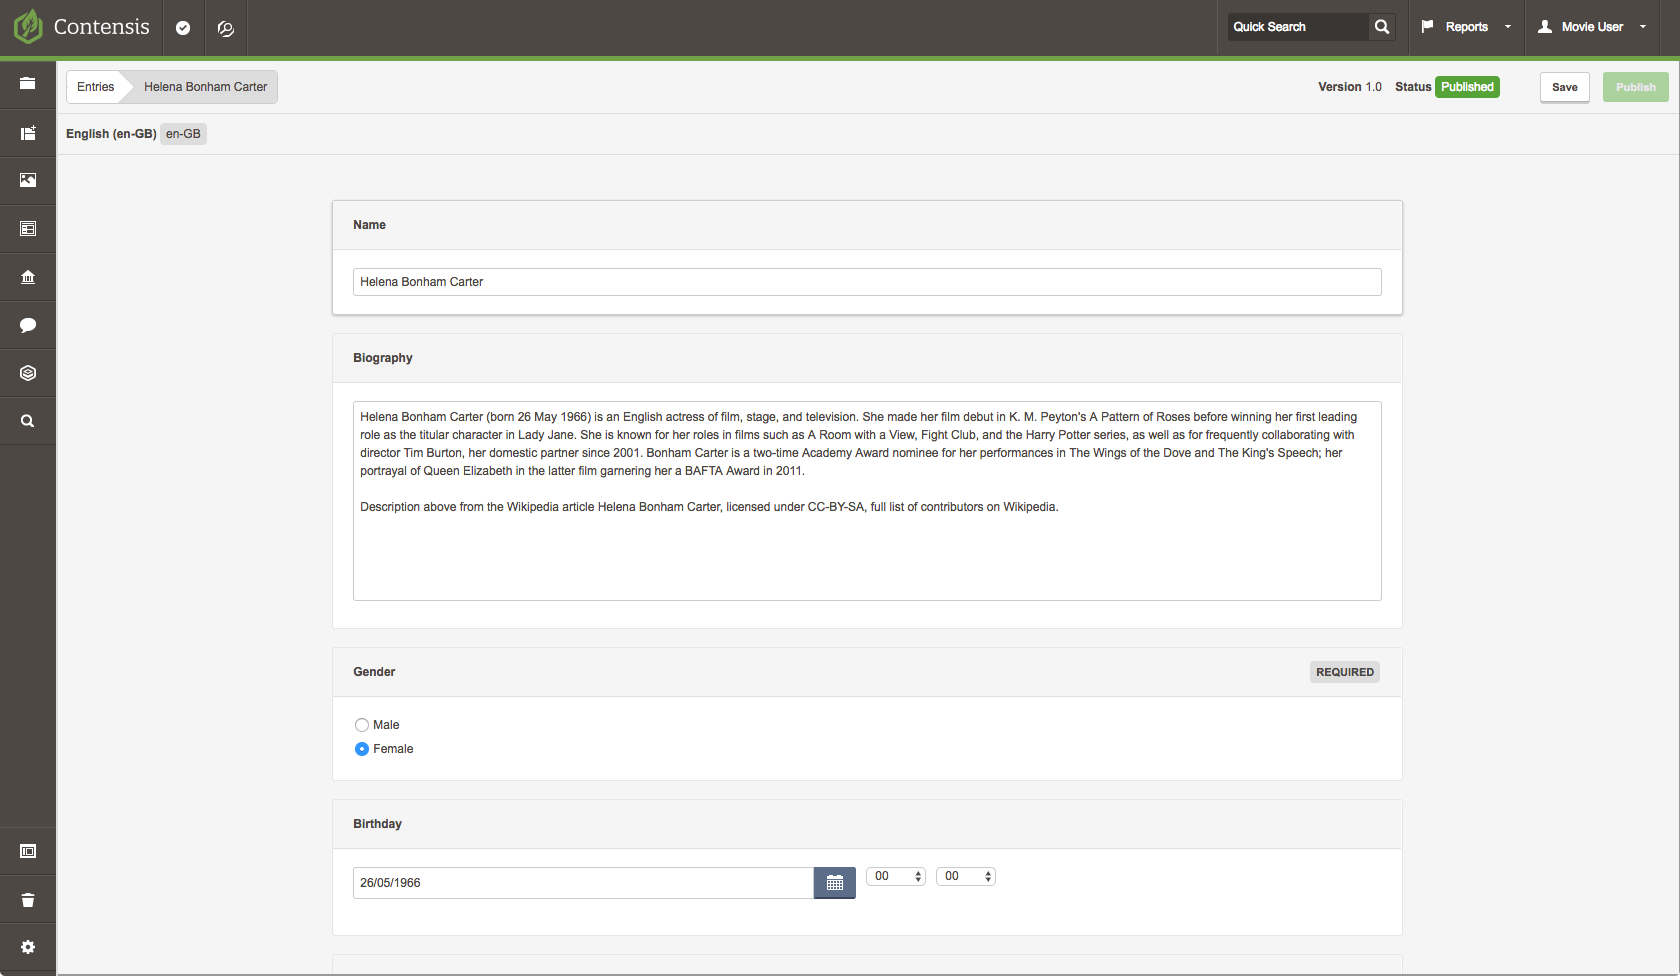 Contensis
Quick Search
Reports
Movie User
Entries
Helena Bonham Carter
Version 1.0
Status Published
Save
Publish
English (en-GB) en-GB
Name
Helena Bonham Carter
Biography
Helena Bonham Carter (born 26 May 1966) is an English actress of film, stage, and television. She made her film debut in K. M. Peyton's A Pattern of Roses before winning her first leading
role as the titular character in Lady Jane. She is known for her roles in films such as A Room with a View, Fight Club, and the Harry Potter series, as well as for frequently collaborating with
director Tim Burton, her domestic partner since 2001. Bonham Carter is a two-time Academy Award nominee for her performances in The Wings of the Dove and The King's Speech; her
portrayal of Queen Elizabeth in the latter film garnering her a BAFTA Award in 2011.
Description above from the Wikipedia article Helena Bonham Carter, licensed under CC-BY-SA, full list of contributors on Wikipedia.
Gender
REQUIRED
Male
Female
Birthday
26/05/1966
00
00